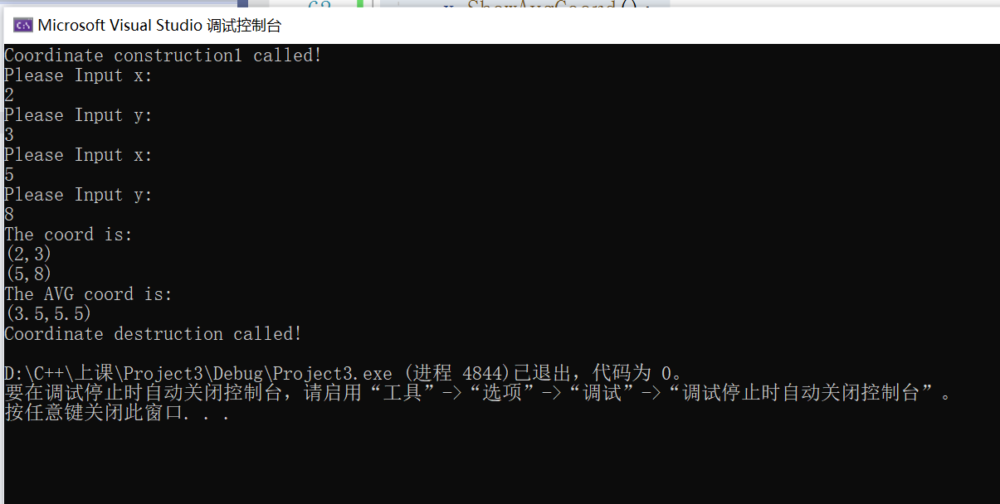 62 x.ShowAvgCoord();
Microsoft Visual Studio 调试控制台
Coordinate construction1 called!
Please Input x:
2
Please Input y:
3
Please Input x:
5
Please Input y:
8
The coord is:
(2,3)
(5,8)
The AVG coord is:
(3.5,5.5)
Coordinate destruction called!
D:\C++\上课\Project3\Debug\Project3.exe (进程 4844)已退出，代码为 0。
要在调试停止时自动关闭控制台，请启用“工具”->“选项”->“调试”->“调试停止时自动关闭控制台”。
按任意键关闭此窗口. . .